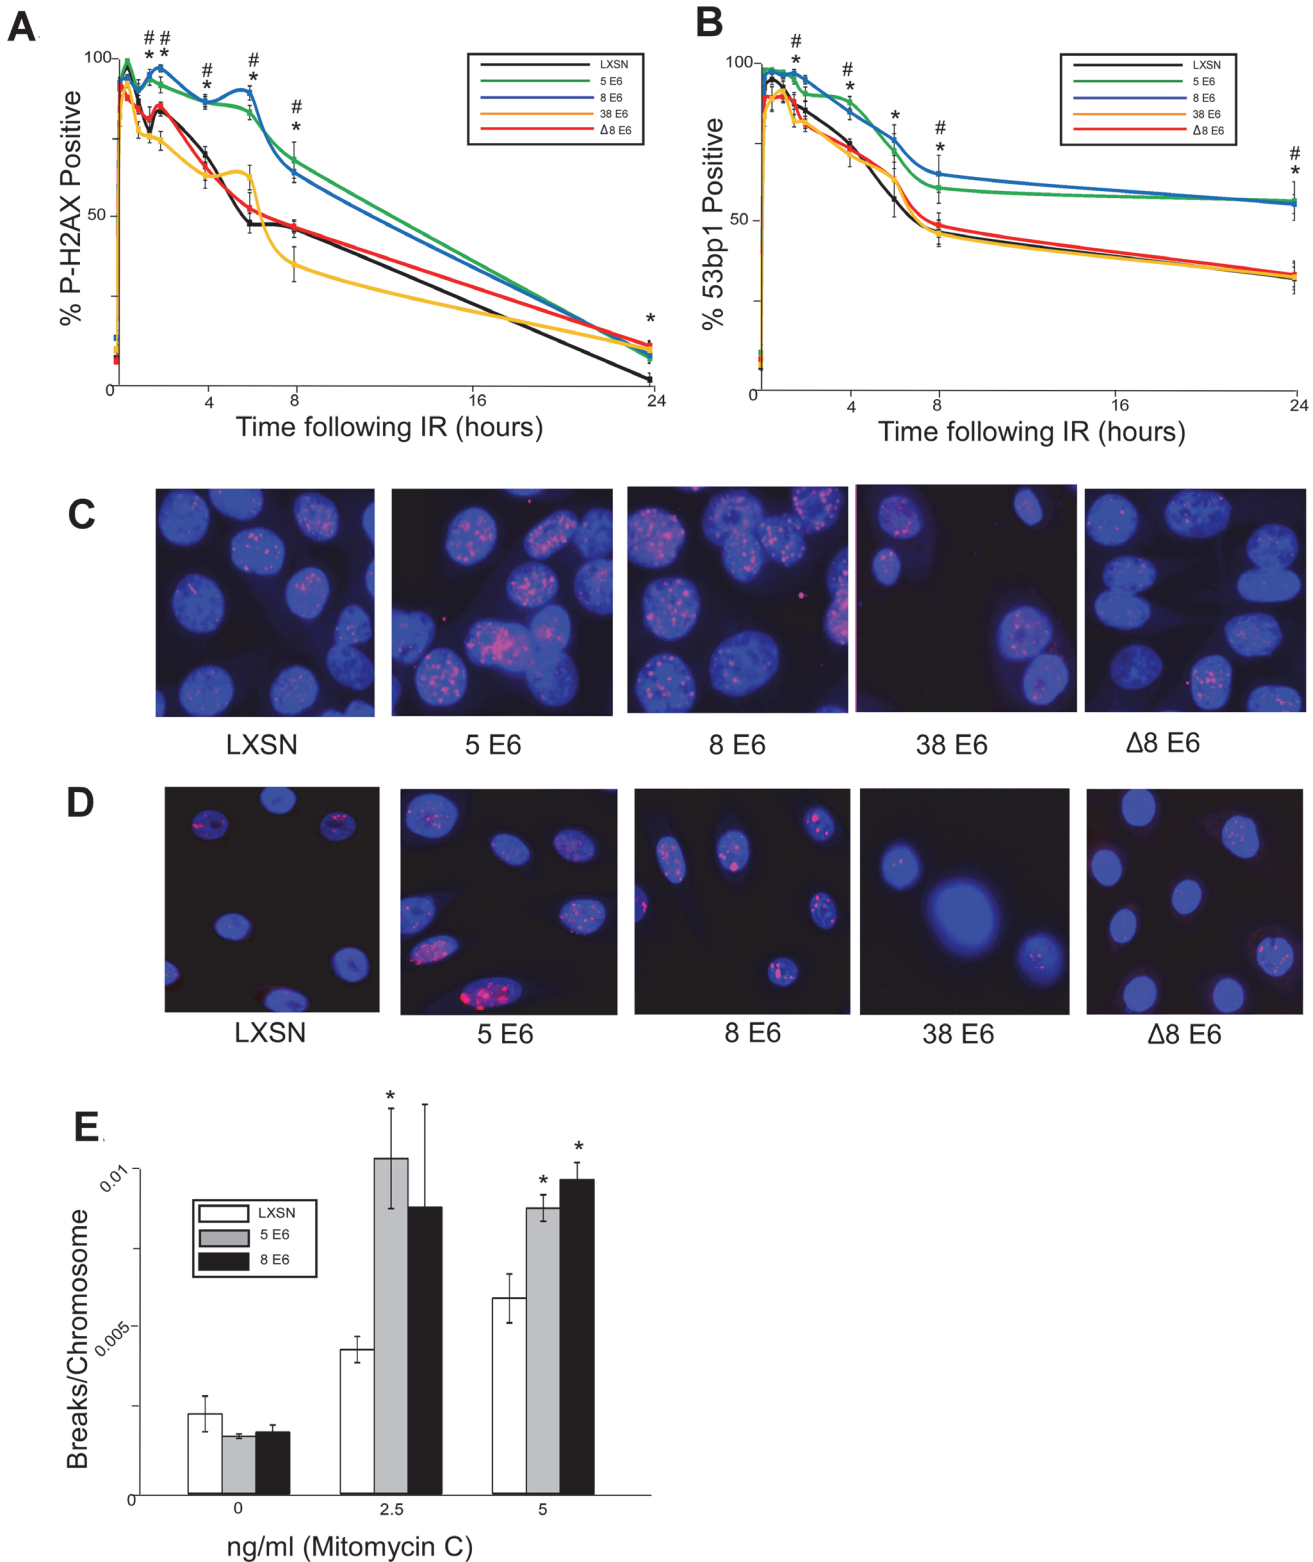 A
# #
* *
#
*
#
*
#
*
*
100
50
0
% P-H2AX Positive
LXSN
5 E6
8 E6
38 E6
Δ8 E6
4 8 16 24
Time following IR (hours)
B
#
*
#
*
*
#
*
#
*
100
50
0
% 53bp1 Positive
LXSN
5 E6
8 E6
38 E6
Δ8 E6
4 8 16 24
Time following IR (hours)
C
LXSN 5 E6 8 E6 38 E6 Δ8 E6
D
LXSN 5 E6 8 E6 38 E6 Δ8 E6
E
*
* *
0.01
0.005
0
Breaks/Chromosome
LXSN
5 E6
8 E6
0 2.5 5
ng/ml (Mitomycin C)